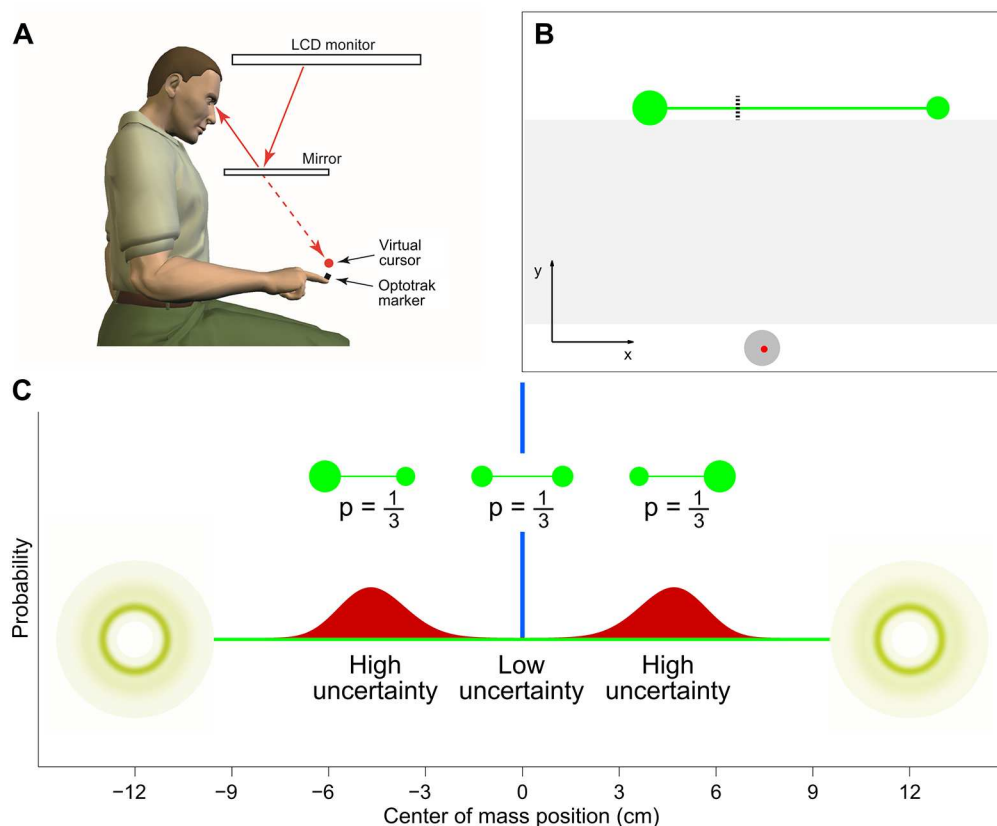 A
LCD monitor
Mirror
Virtual
cursor
Optotrak
marker
B
y
x
C
p = 1/3
p = 1/3
p = 1/3
Probability
High
uncertainty
Low
uncertainty
High
uncertainty
−12 −9 −6 −3 0 3 6 9 12
Center of mass position (cm)